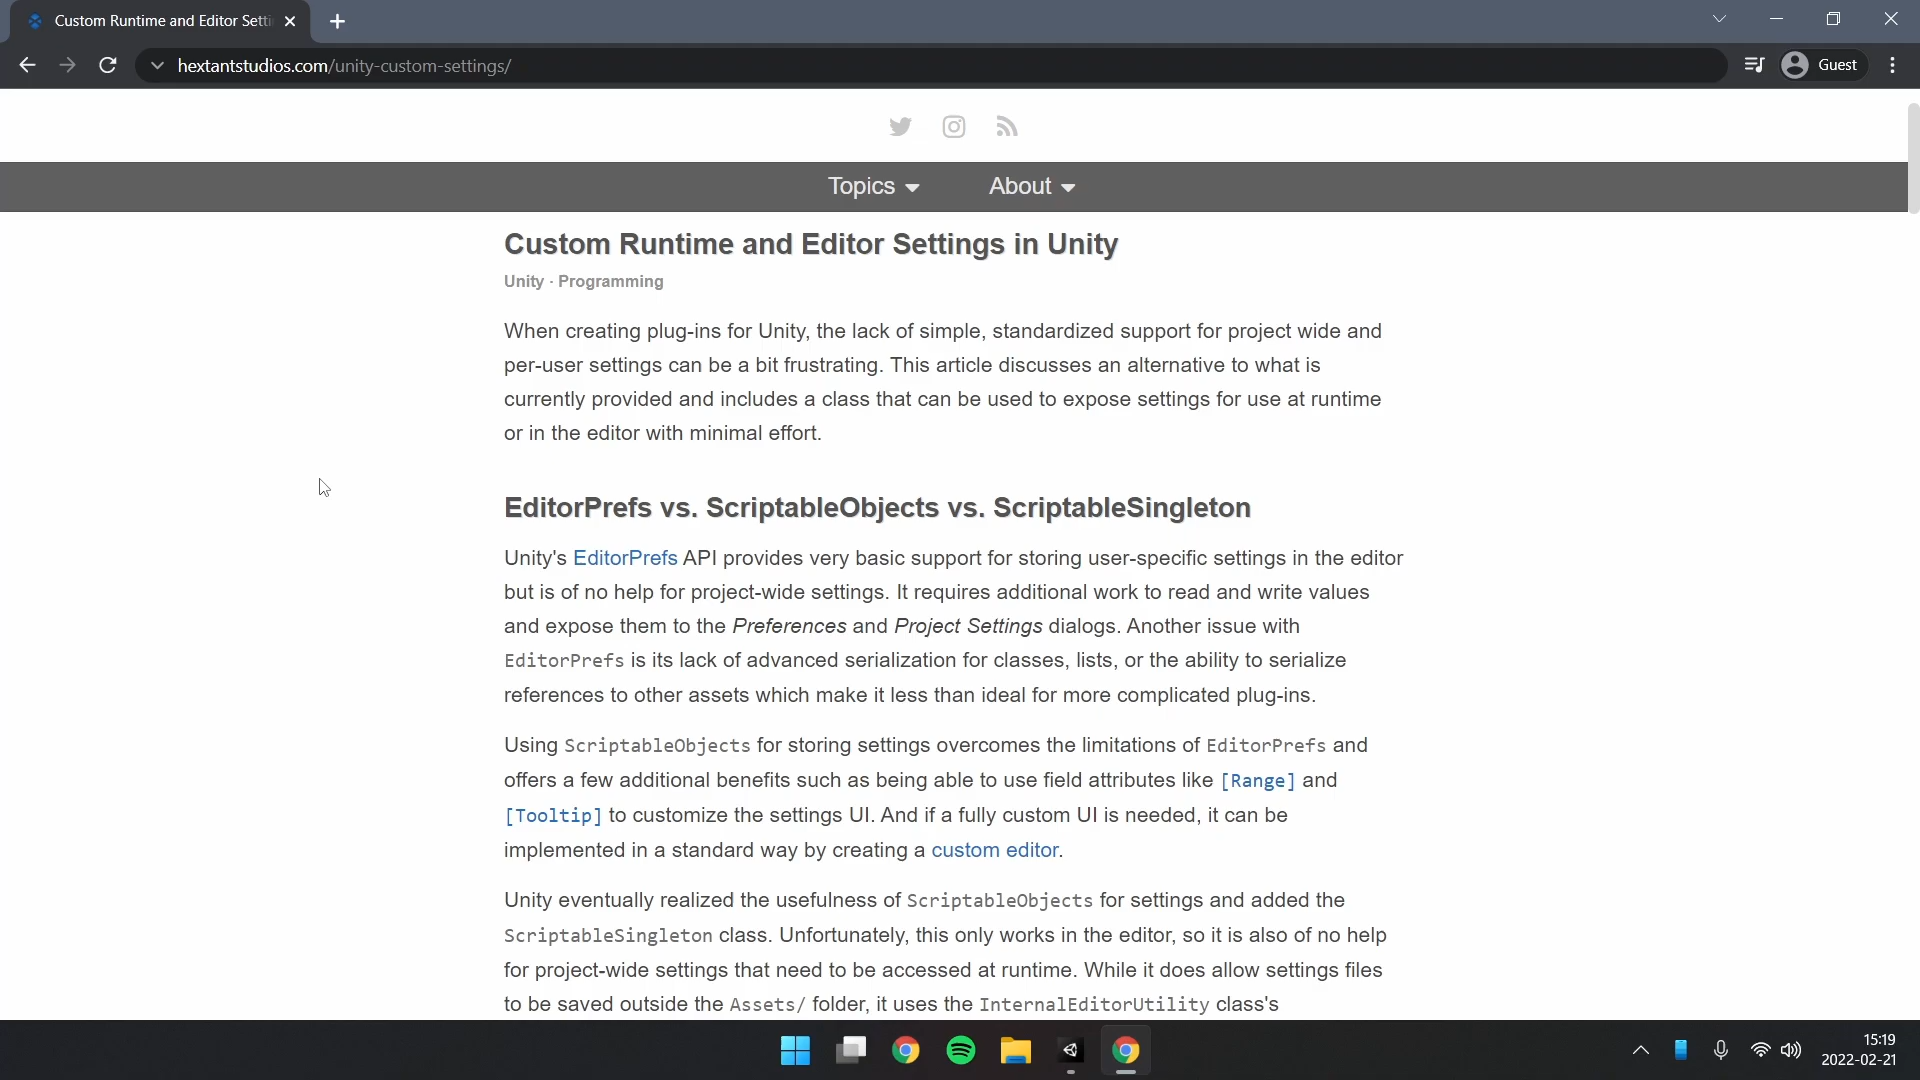 Custom Runtime and Editor Setti
hextantstudios.com/unity-custom-settings/
Guest
Topics
About
Custom Runtime and Editor Settings in Unity
Unity · Programming
When creating plug-ins for Unity, the lack of simple, standardized support for project wide and
per-user settings can be a bit frustrating. This article discusses an alternative to what is
currently provided and includes a class that can be used to expose settings for use at runtime
or in the editor with minimal effort.
EditorPrefs vs. ScriptableObjects vs. ScriptableSingleton
Unity's EditorPrefs API provides very basic support for storing user-specific settings in the editor
but is of no help for project-wide settings. It requires additional work to read and write values
and expose them to the Preferences and Project Settings dialogs. Another issue with
EditorPrefs is its lack of advanced serialization for classes, lists, or the ability to serialize
references to other assets which make it less than ideal for more complicated plug-ins.
Using ScriptableObjects for storing settings overcomes the limitations of EditorPrefs and
offers a few additional benefits such as being able to use field attributes like [Range] and
[Tooltip] to customize the settings UI. And if a fully custom UI is needed, it can be
implemented in a standard way by creating a custom editor.
Unity eventually realized the usefulness of ScriptableObjects for settings and added the
ScriptableSingleton class. Unfortunately, this only works in the editor, so it is also of no help
for project-wide settings that need to be accessed at runtime. While it does allow settings files
to be saved outside the Assets/ folder, it uses the InternalEditorUtility class's
15:19
2022-02-21